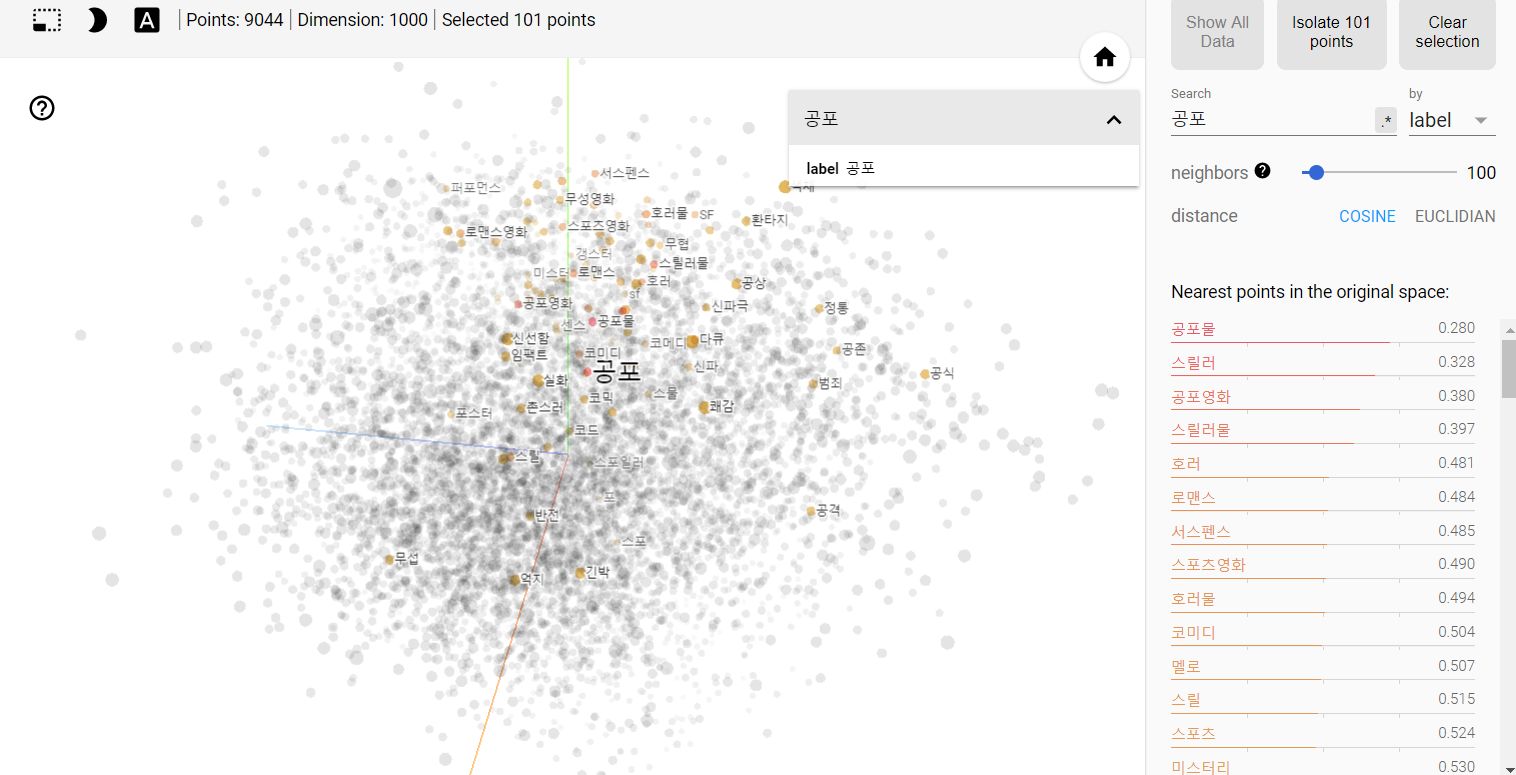 A
Points: 9044 | Dimension: 1000 | Selected 101 points
Show All Data
Isolate 101 points
Clear selection
공포
label 공포
Search
by
공포
.*
label
neighbors ? 100
distance
COSINE
EUCLIDIAN
Nearest points in the original space:
공포물 0.280
스릴러 0.328
공포영화 0.380
스릴러물 0.397
호러 0.481
로맨스 0.484
서스펜스 0.485
스포츠영화 0.490
호러물 0.494
코미디 0.504
멜로 0.507
스릴 0.515
스포츠 0.524
미스터리 0.530
?
서스펜스
퍼포먼스
무성영화
호러물
SF
환타지
스포츠영화
로맨스영화
무협
갱스터
스릴러물
미스터
로맨스
호러
공상
sf
공포영화
신파극
정통
센스
공포물
신선함
코메디
다큐
임팩트
코미디
공존
공포
신파
실화
공식
범죄
코믹
스물
촌스러
쾌감
포스터
코드
스릴
스포일러
포
반전
공격
스포
무섭
억지
긴박